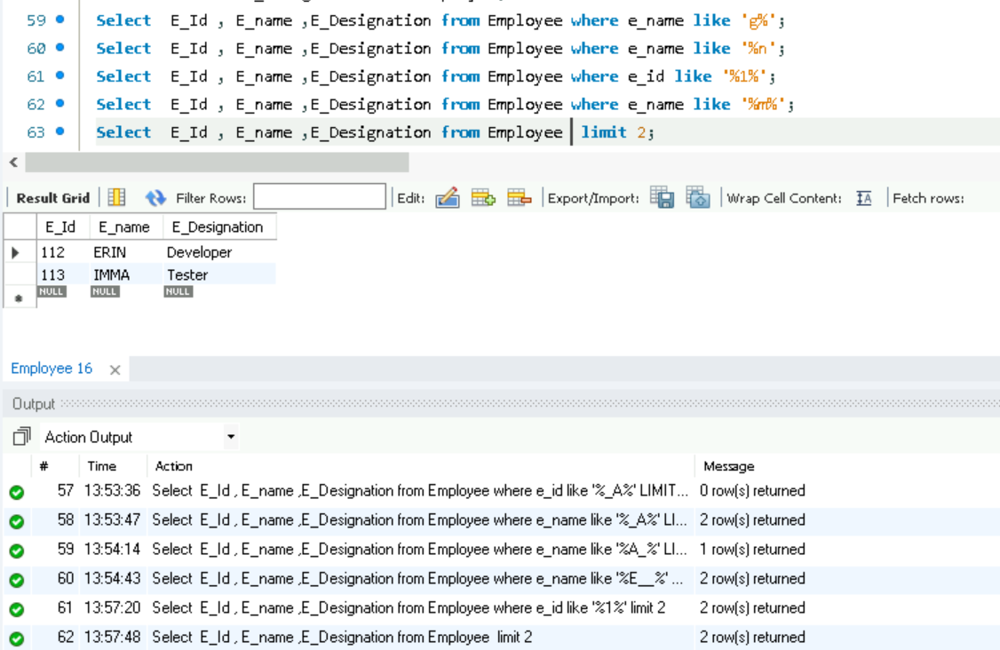 59 Select E_Id , E_name ,E_Designation from Employee where e_name like 'g%';
60 Select E_Id , E_name ,E_Designation from Employee where e_name like '%n';
61 Select E_Id , E_name ,E_Designation from Employee where e_id like '%1%';
62 Select E_Id , E_name ,E_Designation from Employee where e_name like '%m%';
63 Select E_Id , E_name ,E_Designation from Employee limit 2;
Result Grid Filter Rows: Edit: Export/Import: Wrap Cell Content: IA Fetch rows:
E_Id E_name E_Designation
112 ERIN Developer
113 IMMA Tester
NULL NULL NULL
Employee 16
Output
Action Output
# Time Action Message
57 13:53:36 Select E_Id , E_name ,E_Designation from Employee where e_id like '%_A%' LIMIT... 0 row(s) returned
58 13:53:47 Select E_Id , E_name ,E_Designation from Employee where e_name like '%_A%' LI... 2 row(s) returned
59 13:54:14 Select E_Id , E_name ,E_Designation from Employee where e_name like '%A_%' LI... 1 row(s) returned
60 13:54:43 Select E_Id , E_name ,E_Designation from Employee where e_name like '%E__%' ... 2 row(s) returned
61 13:57:20 Select E_Id , E_name ,E_Designation from Employee where e_id like '%1%' limit 2 2 row(s) returned
62 13:57:48 Select E_Id , E_name ,E_Designation from Employee limit 2 2 row(s) returned